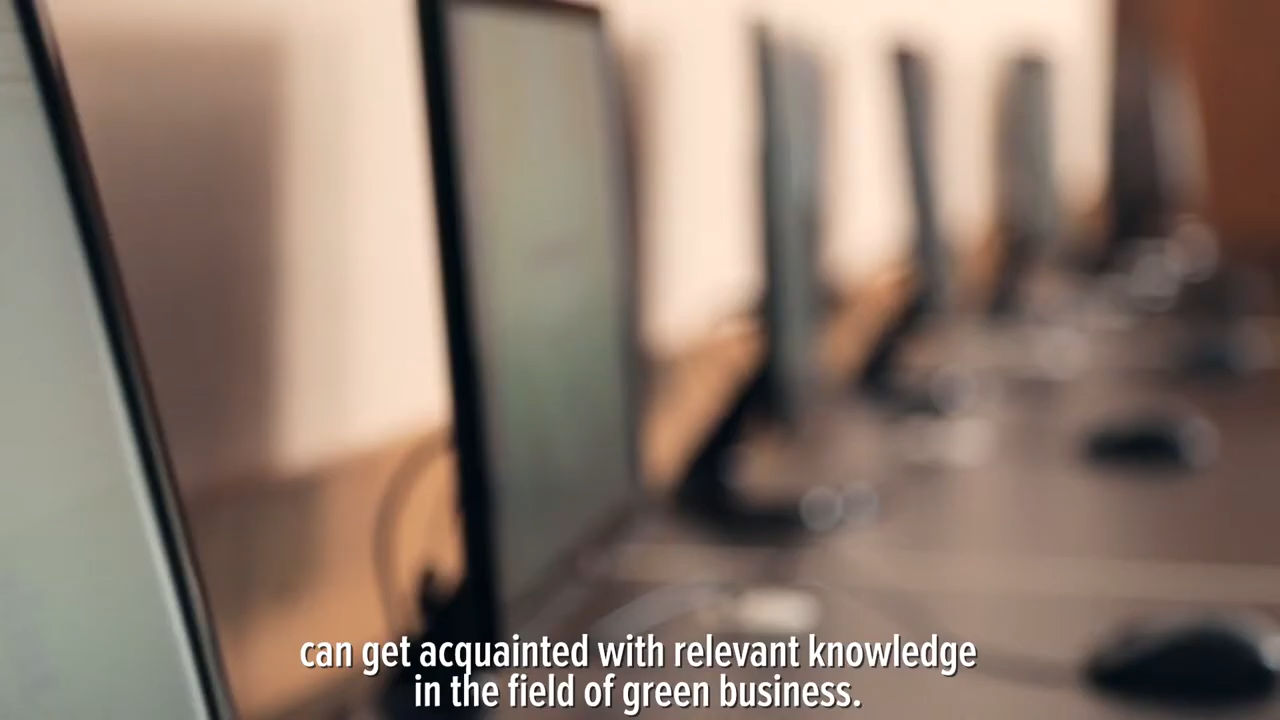 can get acquainted with relevant knowledge
in the field of green business.